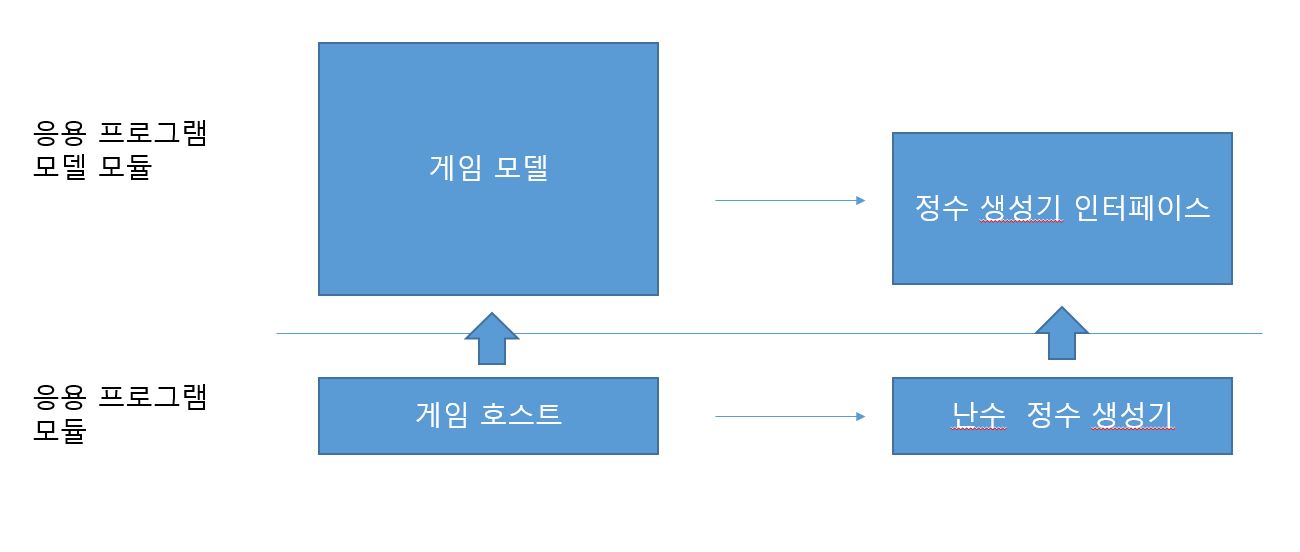 응용 프로그램
모델 모듈
게임 모델
정수 생성기 인터페이스
응용 프로그램
모듈
게임 호스트
난수 정수 생성기